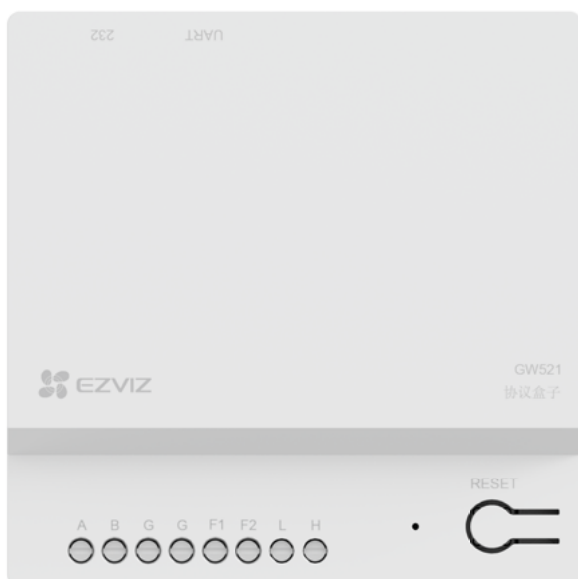 232 UART
EZVIZ
GW521
协议盒子
RESET
A B G G F1 F2 L H